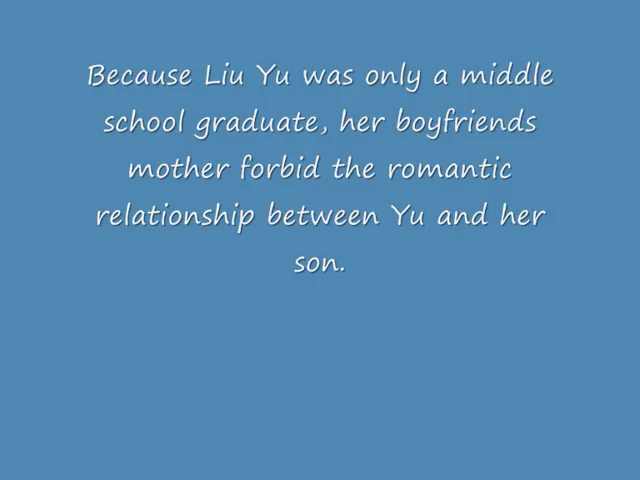 Because Liu Yu was only a middle
school graduate, her boyfriends
mother forbid the romantic
relationship between Yu and her
son.